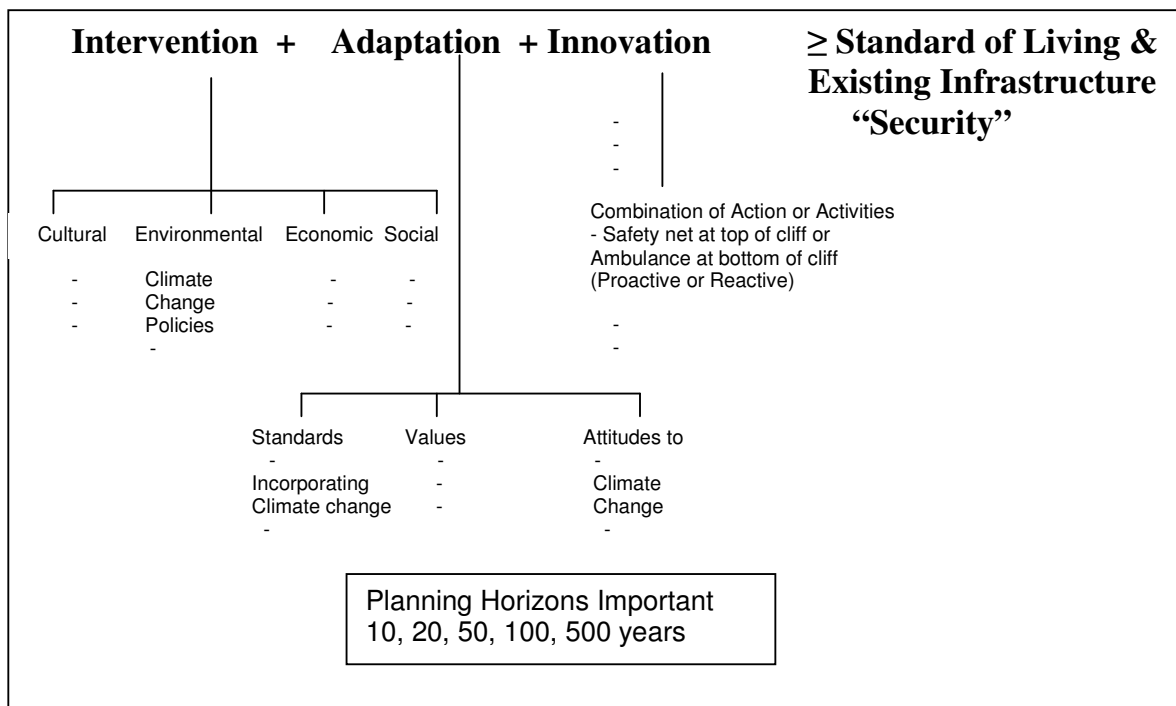 Intervention + Adaptation + Innovation ≥ Standard of Living &
Existing Infrastructure
“Security”
-
-
-
Cultural Environmental Economic Social
- Climate - -
- Change - -
- Policies - -
-
Combination of Action or Activities
- Safety net at top of cliff or
Ambulance at bottom of cliff
(Proactive or Reactive)
-
-
Standards Values Attitudes to
- - -
Incorporating - Climate
Climate change - Change
- -
Planning Horizons Important
10, 20, 50, 100, 500 years